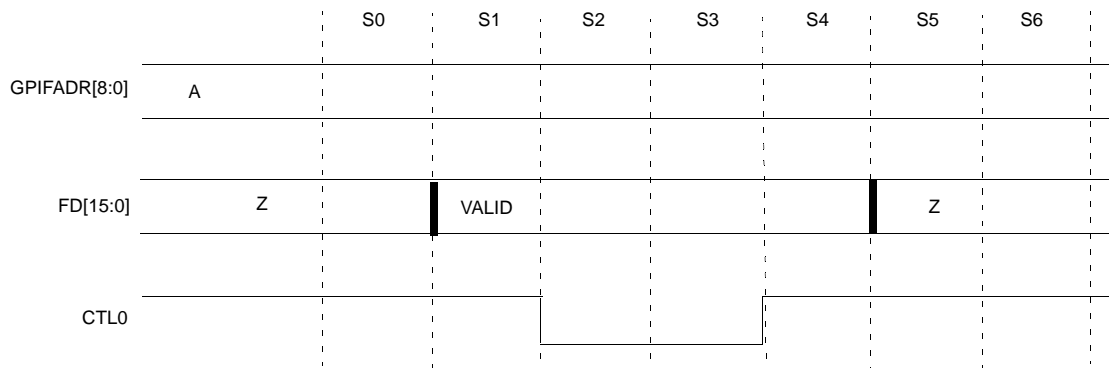 S0 S1 S2 S3 S4 S5 S6
GPIFADR[8:0] A
FD[15:0] Z VALID Z
CTL0